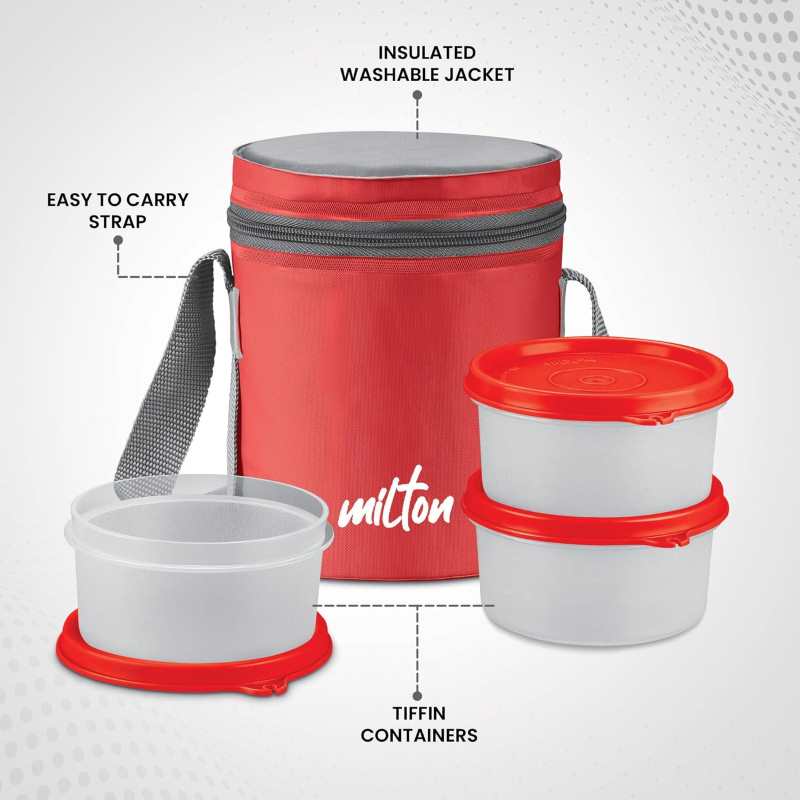 INSULATED
WASHABLE JACKET
EASY TO CARRY
STRAP
milton
TIFFIN
CONTAINERS